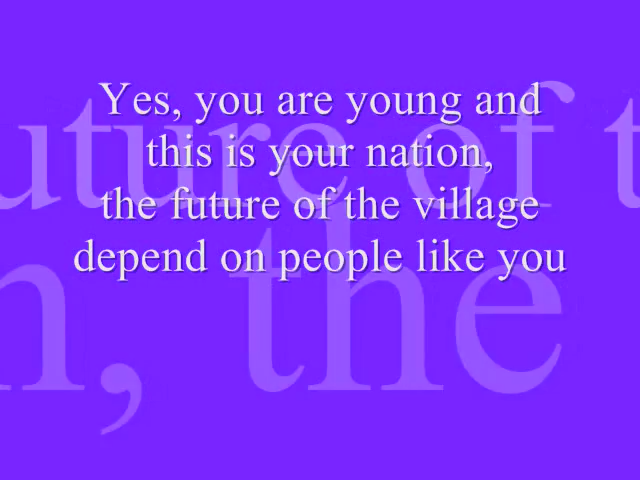 Yes, you are young and
this is your nation,
the future of the village
depend on people like you